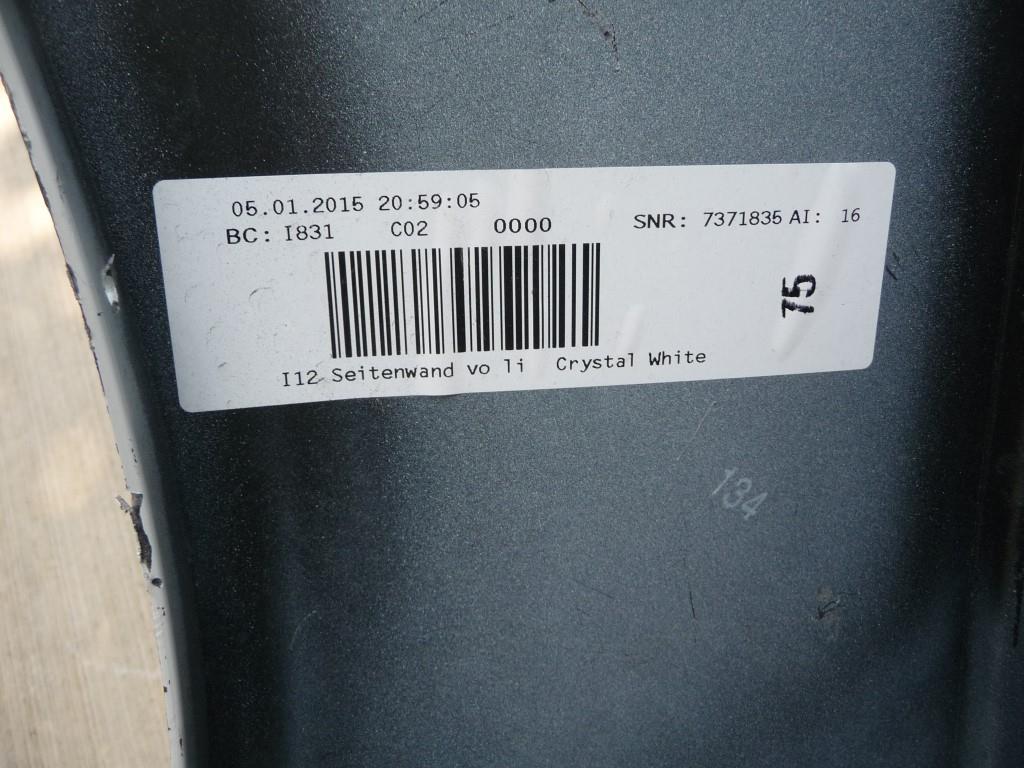 05.01.2015 20:59:05
BC: I831 C02 0000 SNR: 7371835 AI: 16
75
I12 Seitenwand vo li Crystal White
134